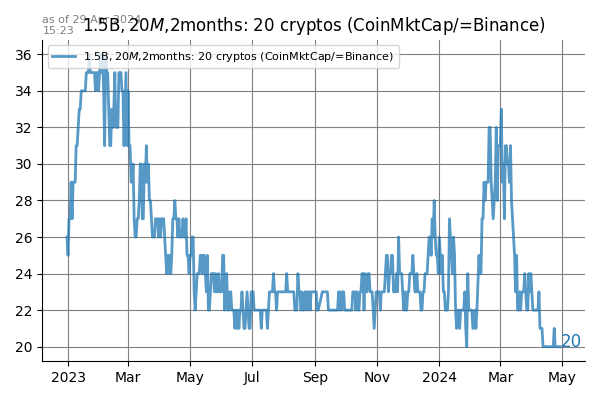 as of 29 Apr 2024
15:23
1.5B, 20M,2months: 20 cryptos (CoinMktCap/=Binance)
1.5B, 20M,2months: 20 cryptos (CoinMktCap/=Binance)
36
34
32
30
28
26
24
22
20
20
2023 Mar May Jul Sep Nov 2024 Mar May